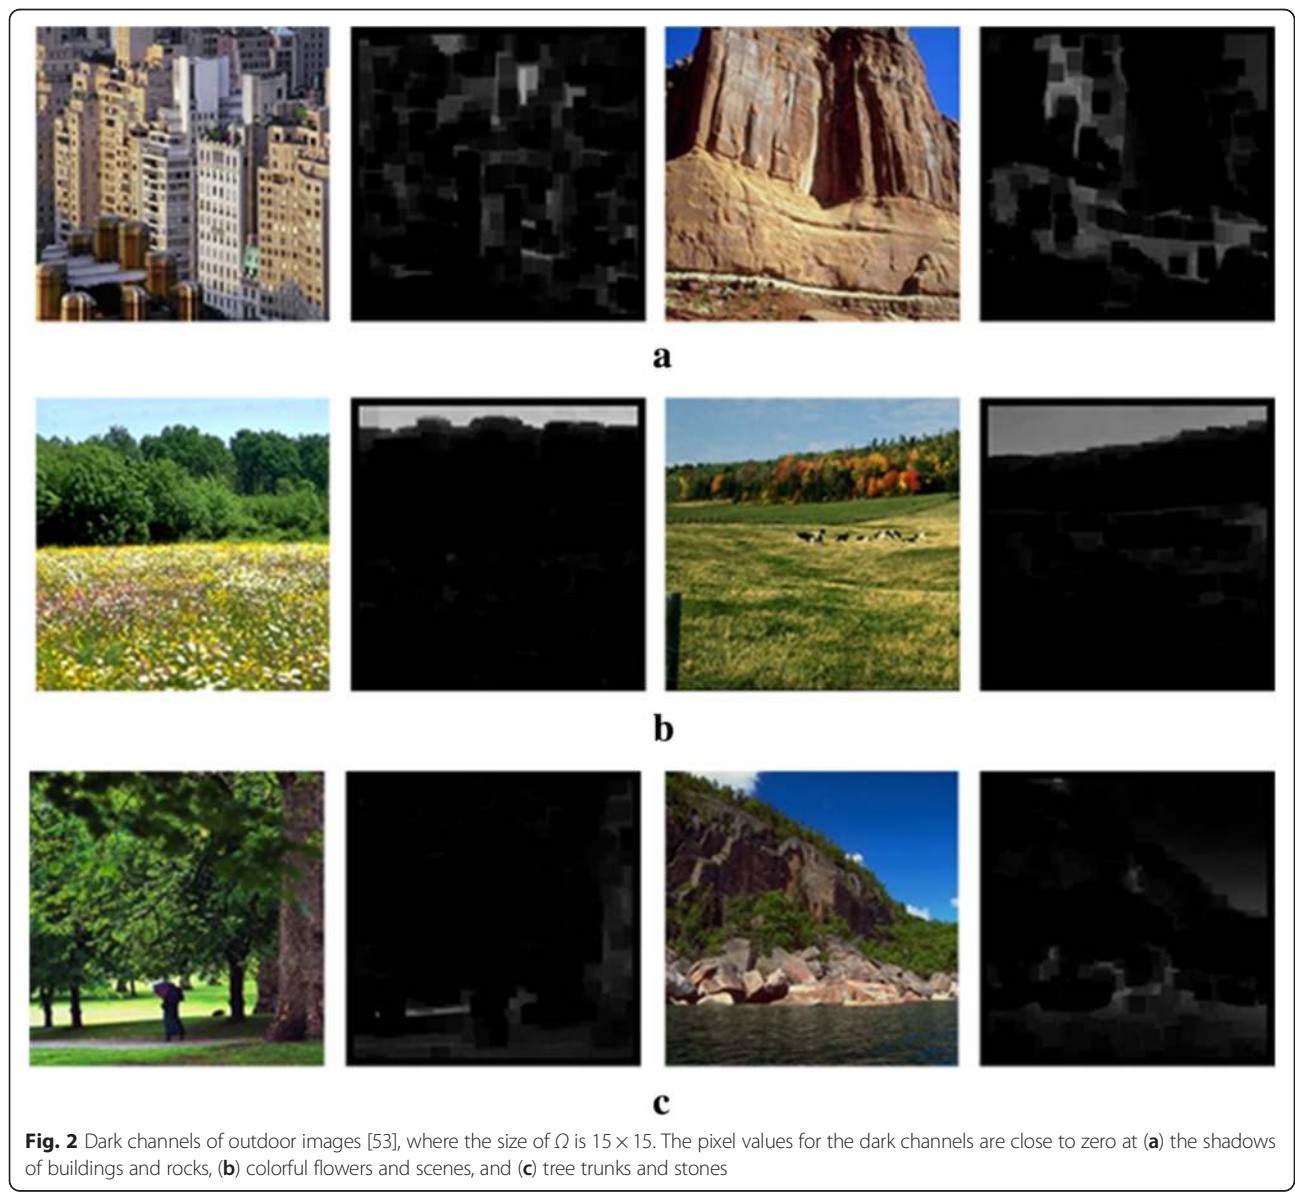 a
b
c
Fig. 2 Dark channels of outdoor images [53], where the size of Ω is 15 × 15. The pixel values for the dark channels are close to zero at (a) the shadows
of buildings and rocks, (b) colorful flowers and scenes, and (c) tree trunks and stones